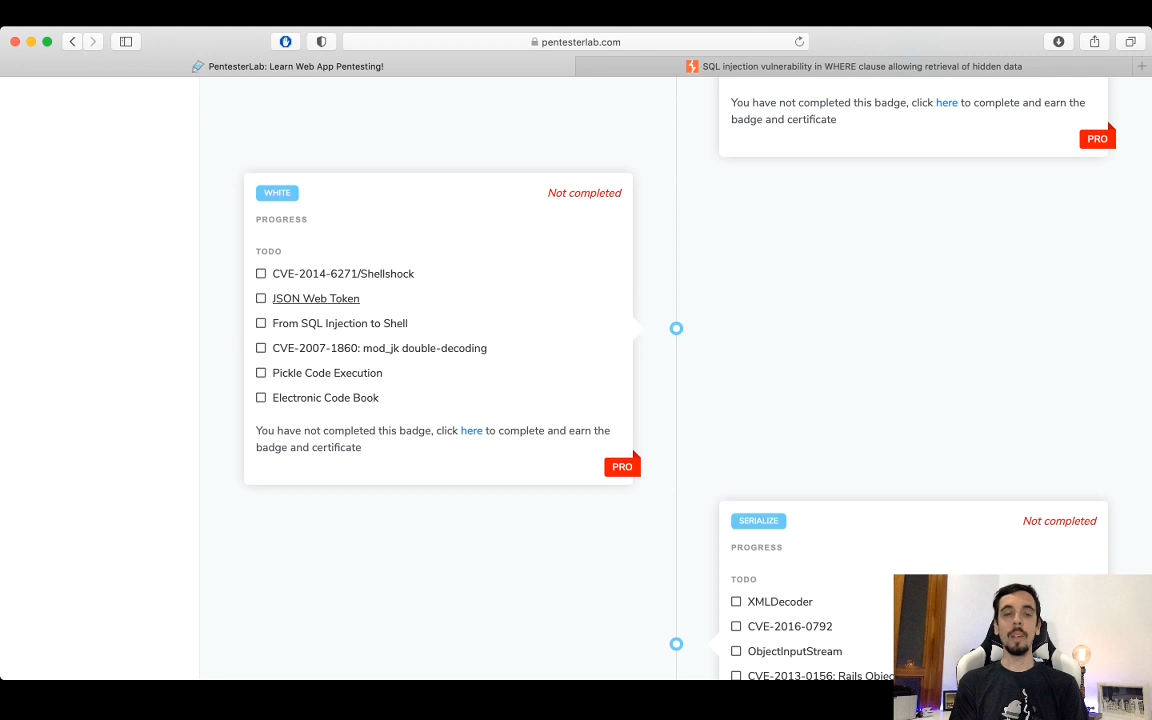 pentesterlab.com
PentesterLab: Learn Web App Pentesting!
SQL injection vulnerability in WHERE clause allowing retrieval of hidden data
You have not completed this badge, click here to complete and earn the
badge and certificate
PRO
WHITE
Not completed
PROGRESS
TODO
CVE-2014-6271/Shellshock
JSON Web Token
From SQL Injection to Shell
CVE-2007-1860: mod_jk double-decoding
Pickle Code Execution
Electronic Code Book
You have not completed this badge, click here to complete and earn the
badge and certificate
PRO
SERIALIZE
Not completed
PROGRESS
TODO
XMLDecoder
CVE-2016-0792
ObjectInputStream
CVE-2013-0156: Rails Objec